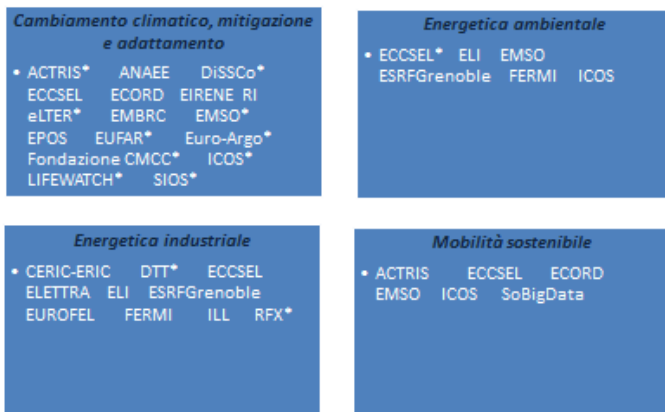 Cambiamento climatico, mitigazione
e adattamento
• ACTRIS* ANAEE DiSSCo*
ECCSEL ECORD EIRENE RI
eLTER* EMBRC EMSO*
EPOS EUFAR* Euro-Argo*
Fondazione CMCC* ICOS*
LIFEWATCH* SIOS*
Energetica ambientale
• ECCSEL* ELI EMSO
ESRFGrenoble FERMI ICOS
Energetica industriale
• CERIC-ERIC DTT* ECCSEL
ELETTRA ELI ESRFGrenoble
EUROFEL FERMI ILL RFX*
Mobilità sostenibile
• ACTRIS ECCSEL ECORD
EMSO ICOS SoBigData